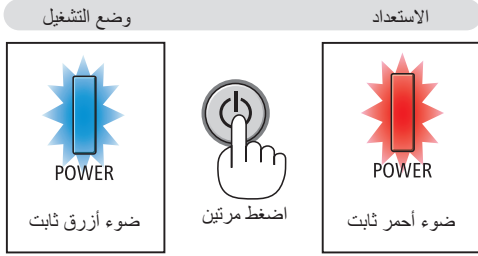 وضع التشغيل
الاستعداد
POWER
POWER
ضوء أزرق ثابت
اضغط مرتين
ضوء أحمر ثابت